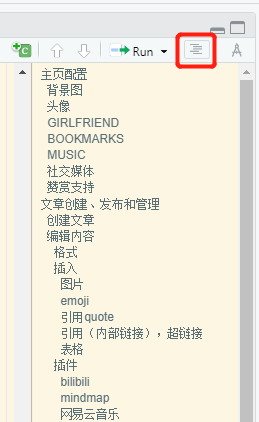 C
Run
主页配置
背景图
头像
GIRLFRIEND
BOOKMARKS
MUSIC
社交媒体
赞赏支持
文章创建、发布和管理
创建文章
编辑内容
格式
插入
图片
emoji
引用quote
引用（内部链接），超链接
表格
插件
bilibili
mindmap
网易云音乐